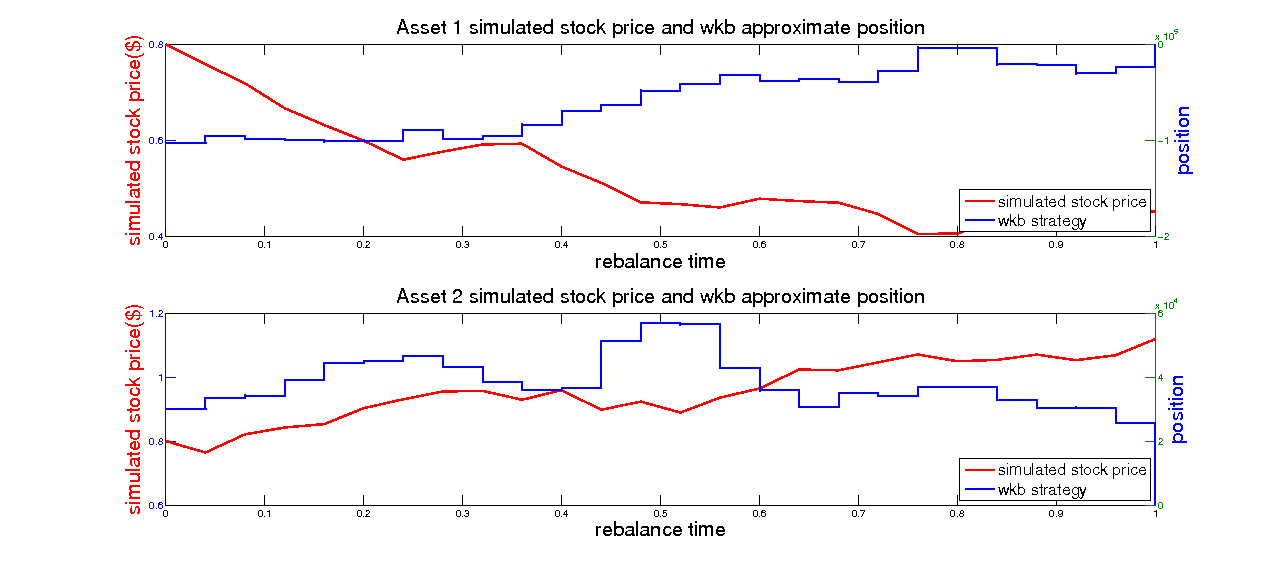 Asset 1 simulated stock price and wkb approximate position
x 10^5
simulated stock price($)
0.8
0.6
0.4
0
-1
-2
position
simulated stock price
wkb strategy
0 0.1 0.2 0.3 0.4 0.5 0.6 0.7 0.8 0.9 1
rebalance time
Asset 2 simulated stock price and wkb approximate position
x 10^4
simulated stock price($)
1.2
1
0.8
0.6
6
4
2
0
position
simulated stock price
wkb strategy
0 0.1 0.2 0.3 0.4 0.5 0.6 0.7 0.8 0.9 1
rebalance time